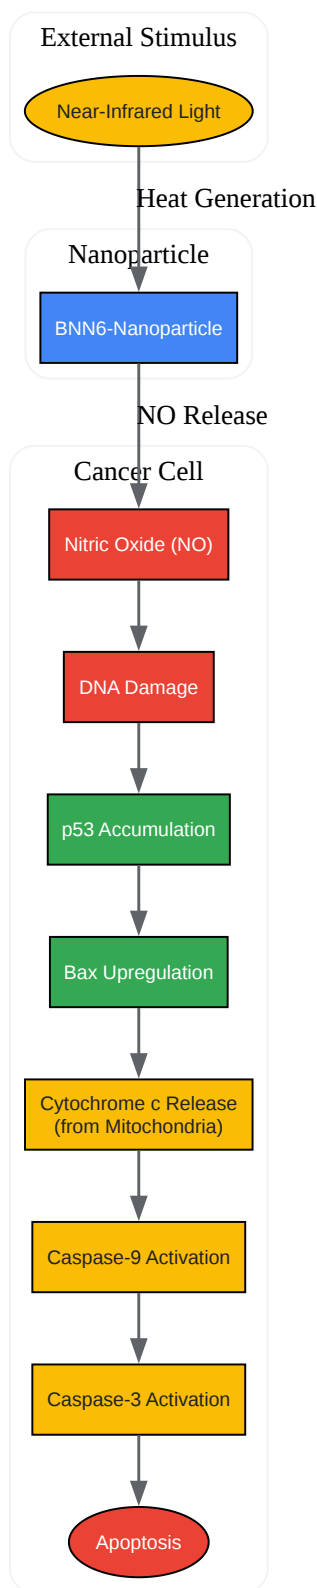 External Stimulus
Near-Infrared Light
Heat Generation
Nanoparticle
BNN6-Nanoparticle
NO Release
Cancer Cell
Nitric Oxide (NO)
DNA Damage
p53 Accumulation
Bax Upregulation
Cytochrome c Release
(from Mitochondria)
Caspase-9 Activation
Caspase-3 Activation
Apoptosis